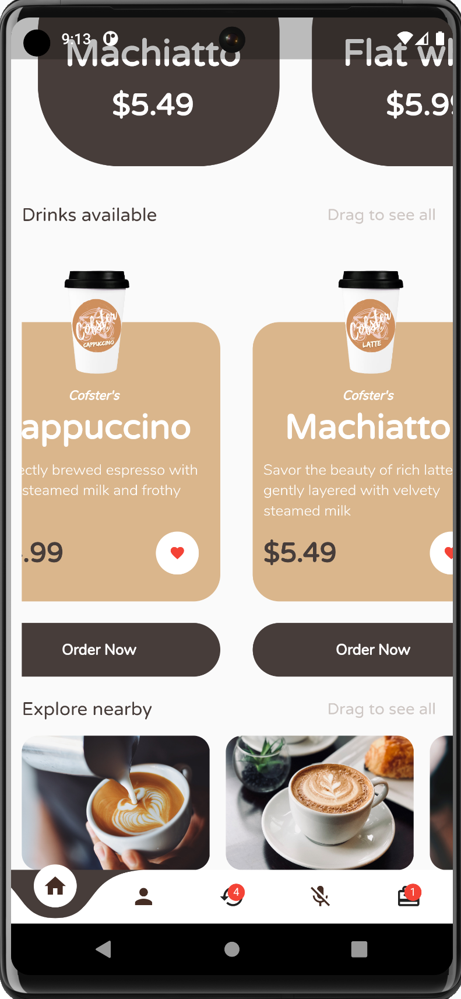 9:13
Machiatto
$5.49
Flat
$5.9
Drinks available
Drag to see all
Cofster
CAPPUCCINO
Cofster's
appuccino
ectly brewed espresso with
steamed milk and frothy
.99
Order Now
Cofster
LATTE
Cofster's
Machiatto
Savor the beauty of rich latte
gently layered with velvety
steamed milk
$5.49
Order Now
Explore nearby
Drag to see all
4
1